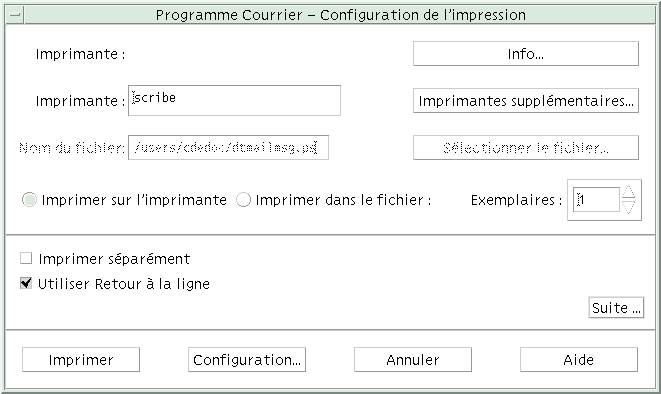 Programme Courrier – Configuration de l'impression
Imprimante :
Info...
Imprimante :
scribe
Imprimantes supplémentaires...
Nom du fichier:
/users/cdedoc/dtmailmsg.ps
Sélectionner le fichier...
Imprimer sur l'imprimante
Imprimer dans le fichier :
Exemplaires :
1
Imprimer séparément
Utiliser Retour à la ligne
Suite ...
Imprimer
Configuration...
Annuler
Aide